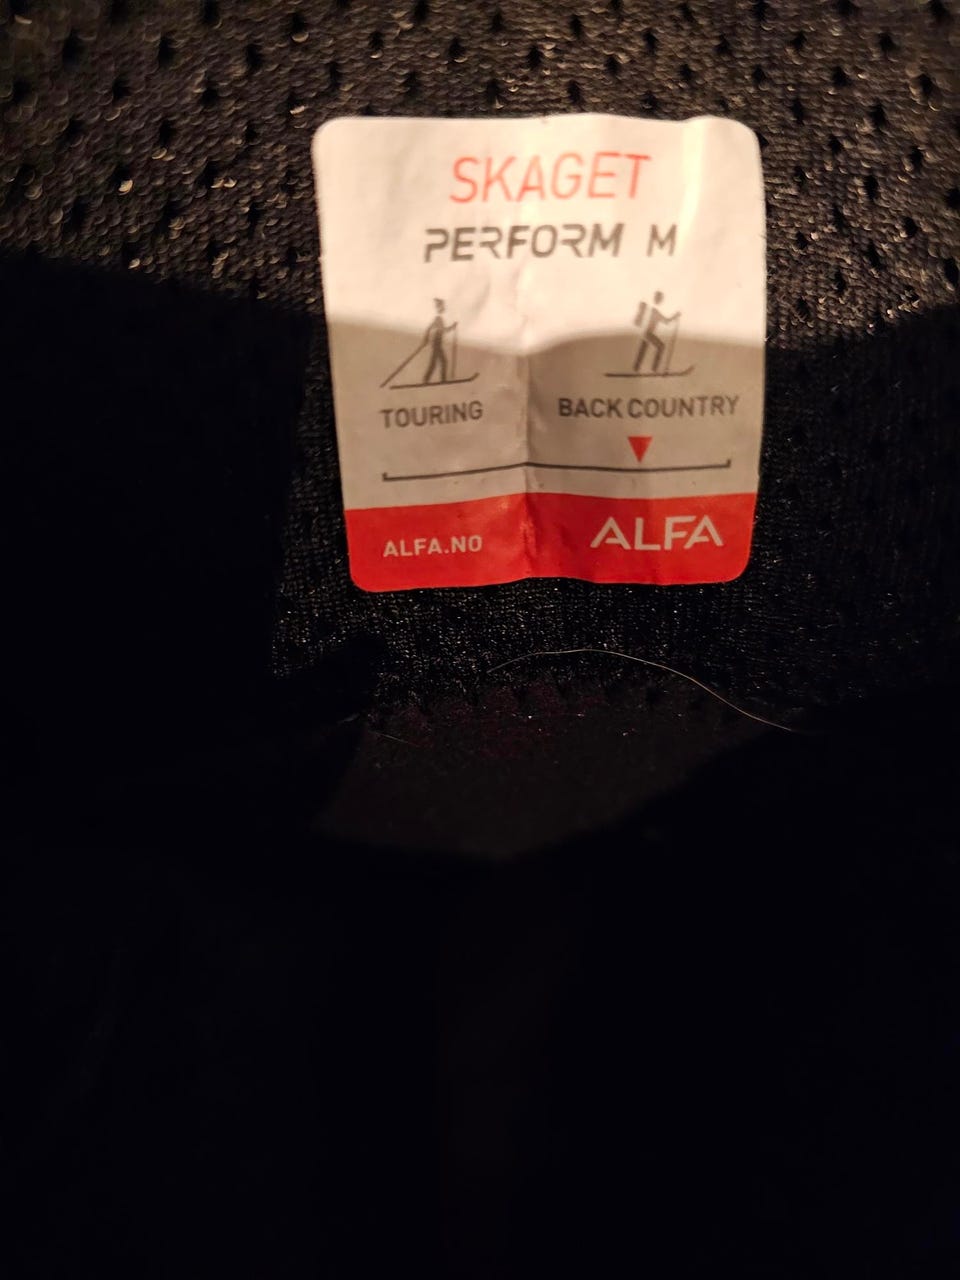 SKAGET
PERFORM M
TOURING
BACK COUNTRY
ALFA.NO
ALFA